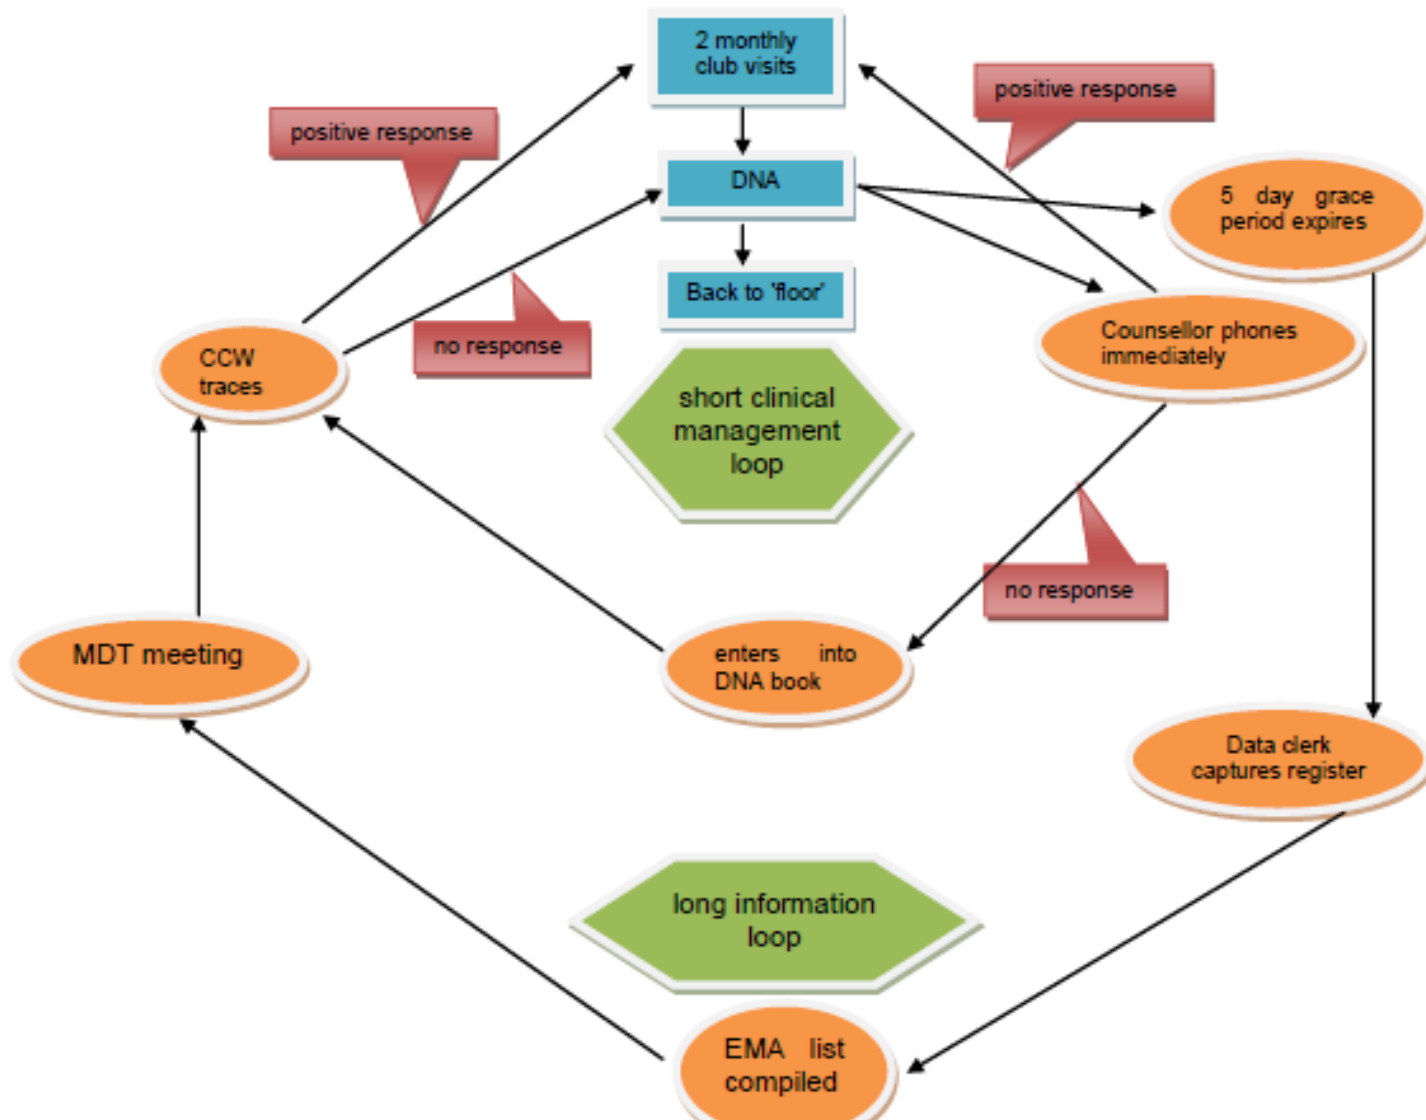 2 monthly
club visits
positive response
positive response
DNA
5 day grace
period expires
Back to 'floor'
no response
CCW
traces
Counsellor phones
immediately
short clinical
management
loop
no response
MDT meeting
enters into
DNA book
Data clerk
captures register
long information
loop
EMA list
compiled